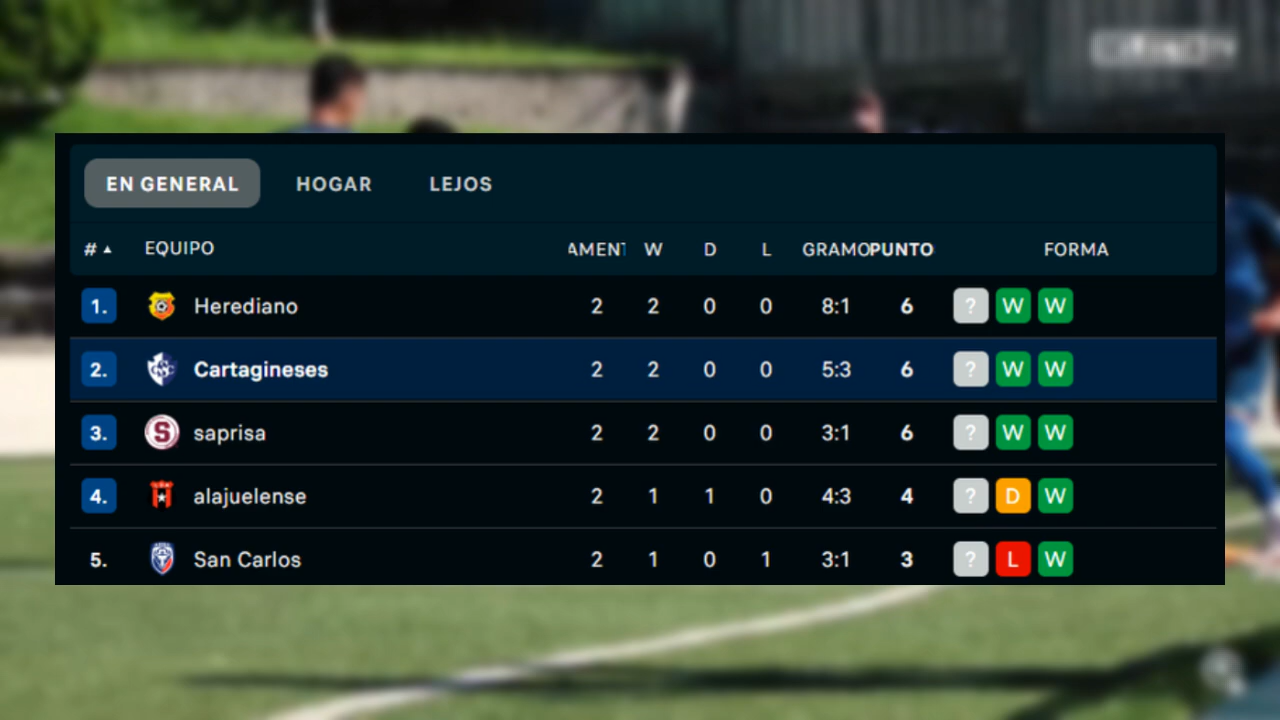 EN GENERAL HOGAR LEJOS
# EQUIPO AMENT W D L GRAMO PUNTO FORMA
1. Herediano 2 2 0 0 8:1 6 ? W W
2. Cartagineses 2 2 0 0 5:3 6 ? W W
3. S saprisa 2 2 0 0 3:1 6 ? W W
4. alajuelense 2 1 1 0 4:3 4 ? D W
5. San Carlos 2 1 0 1 3:1 3 ? L W